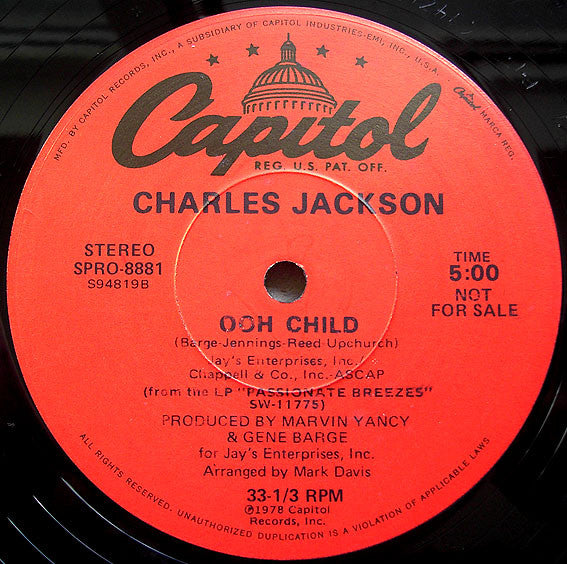 MFD. BY CAPITOL RECORDS, INC., A SUBSIDIARY OF CAPITOL INDUSTRIES-EMI, INC., U.S.A.
Capitol MARCA REG.
Capitol
REG. U.S. PAT. OFF.
CHARLES JACKSON
STEREO
SPRO-8881
S94819B
TIME
5:00
NOT
FOR SALE
OOH CHILD
(Barge-Jennings-Reed-Upchurch)
Jay's Enterprises, Inc./
Chappell & Co., Inc.-ASCAP
(from the LP "PASSIONATE BREEZES"
SW-11775)
PRODUCED BY MARVIN YANCY
& GENE BARGE
for Jay's Enterprises, Inc.
Arranged by Mark Davis
33-1/3 RPM
℗1978 Capitol
Records, Inc.
ALL RIGHTS RESERVED. UNAUTHORIZED DUPLICATION IS A VIOLATION OF APPLICABLE LAWS